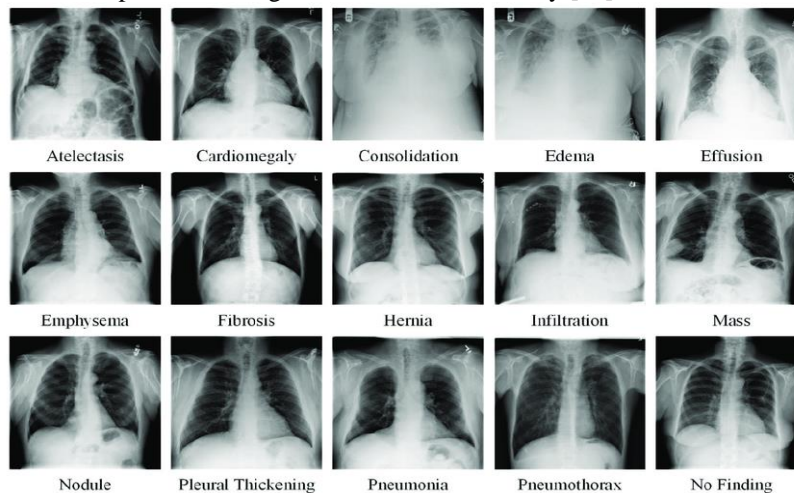 Atelectasis Cardiomegaly Consolidation Edema Effusion
Emphysema Fibrosis Hernia Infiltration Mass
Nodule Pleural Thickening Pneumonia Pneumothorax No Finding